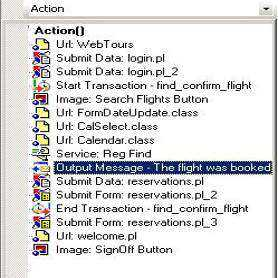 Action
Action()
Url: WebTours
Submit Data: login.pl
Submit Data: login.pl_2
Start Transaction - find_confirm_flight
Image: Search Flights Button
Url: FormDateUpdate.class
Url: CalSelect.class
Url: Calendar.class
Service: Reg Find
Output Message - The flight was booked
Submit Data: reservations.pl
Submit Form: reservations.pl_2
End Transaction - find_confirm_flight
Submit Form: reservations.pl_3
Url: welcome.pl
Image: SignOff Button